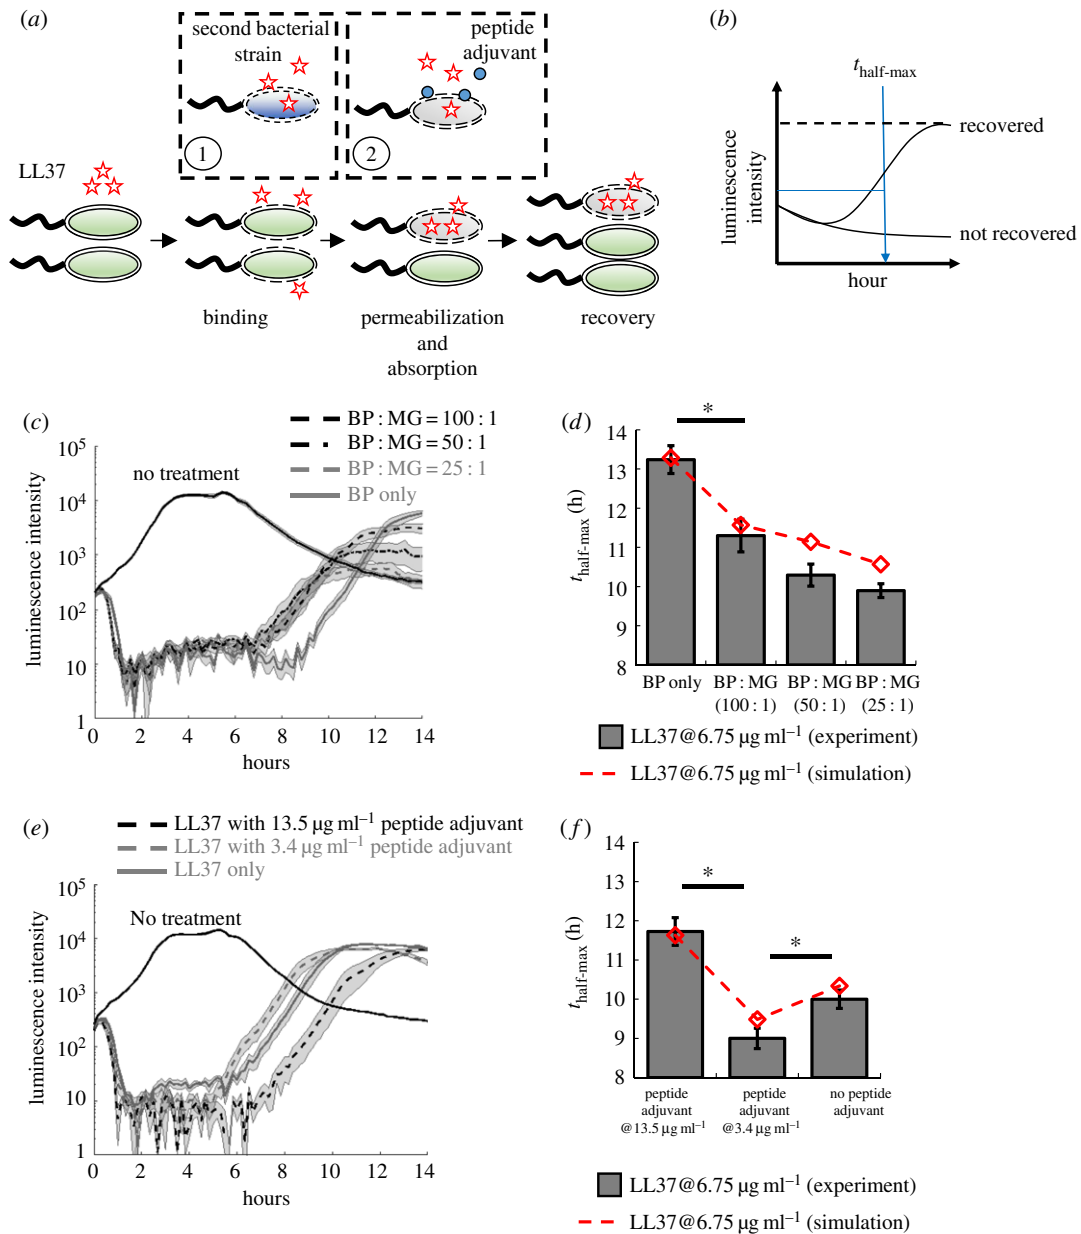 (a)
second bacterial
strain
peptide
adjuvant
1
2
LL37
binding
permeabilization
and
absorption
recovery
(b)
t half-max
luminescence
intensity
recovered
not recovered
hour
(c)
BP : MG = 100 : 1
BP : MG = 50 : 1
BP : MG = 25 : 1
BP only
no treatment
luminescence intensity
10^5
10^4
10^3
10^2
10
1
0 2 4 6 8 10 12 14
hours
(d)
*
t half-max (h)
14
13
12
11
10
9
8
BP only
BP : MG
(100 : 1)
BP : MG
(50 : 1)
BP : MG
(25 : 1)
LL37@6.75 µg ml⁻¹ (experiment)
LL37@6.75 µg ml⁻¹ (simulation)
(e)
LL37 with 13.5 µg ml⁻¹ peptide adjuvant
LL37 with 3.4 µg ml⁻¹ peptide adjuvant
LL37 only
No treatment
luminescence intensity
10^5
10^4
10^3
10^2
10
1
0 2 4 6 8 10 12 14
hours
(f)
*
*
t half-max (h)
14
13
12
11
10
9
8
peptide
adjuvant
@13.5 µg ml⁻¹
peptide
adjuvant
@3.4 µg ml⁻¹
no peptide
adjuvant
LL37@6.75 µg ml⁻¹ (experiment)
LL37@6.75 µg ml⁻¹ (simulation)